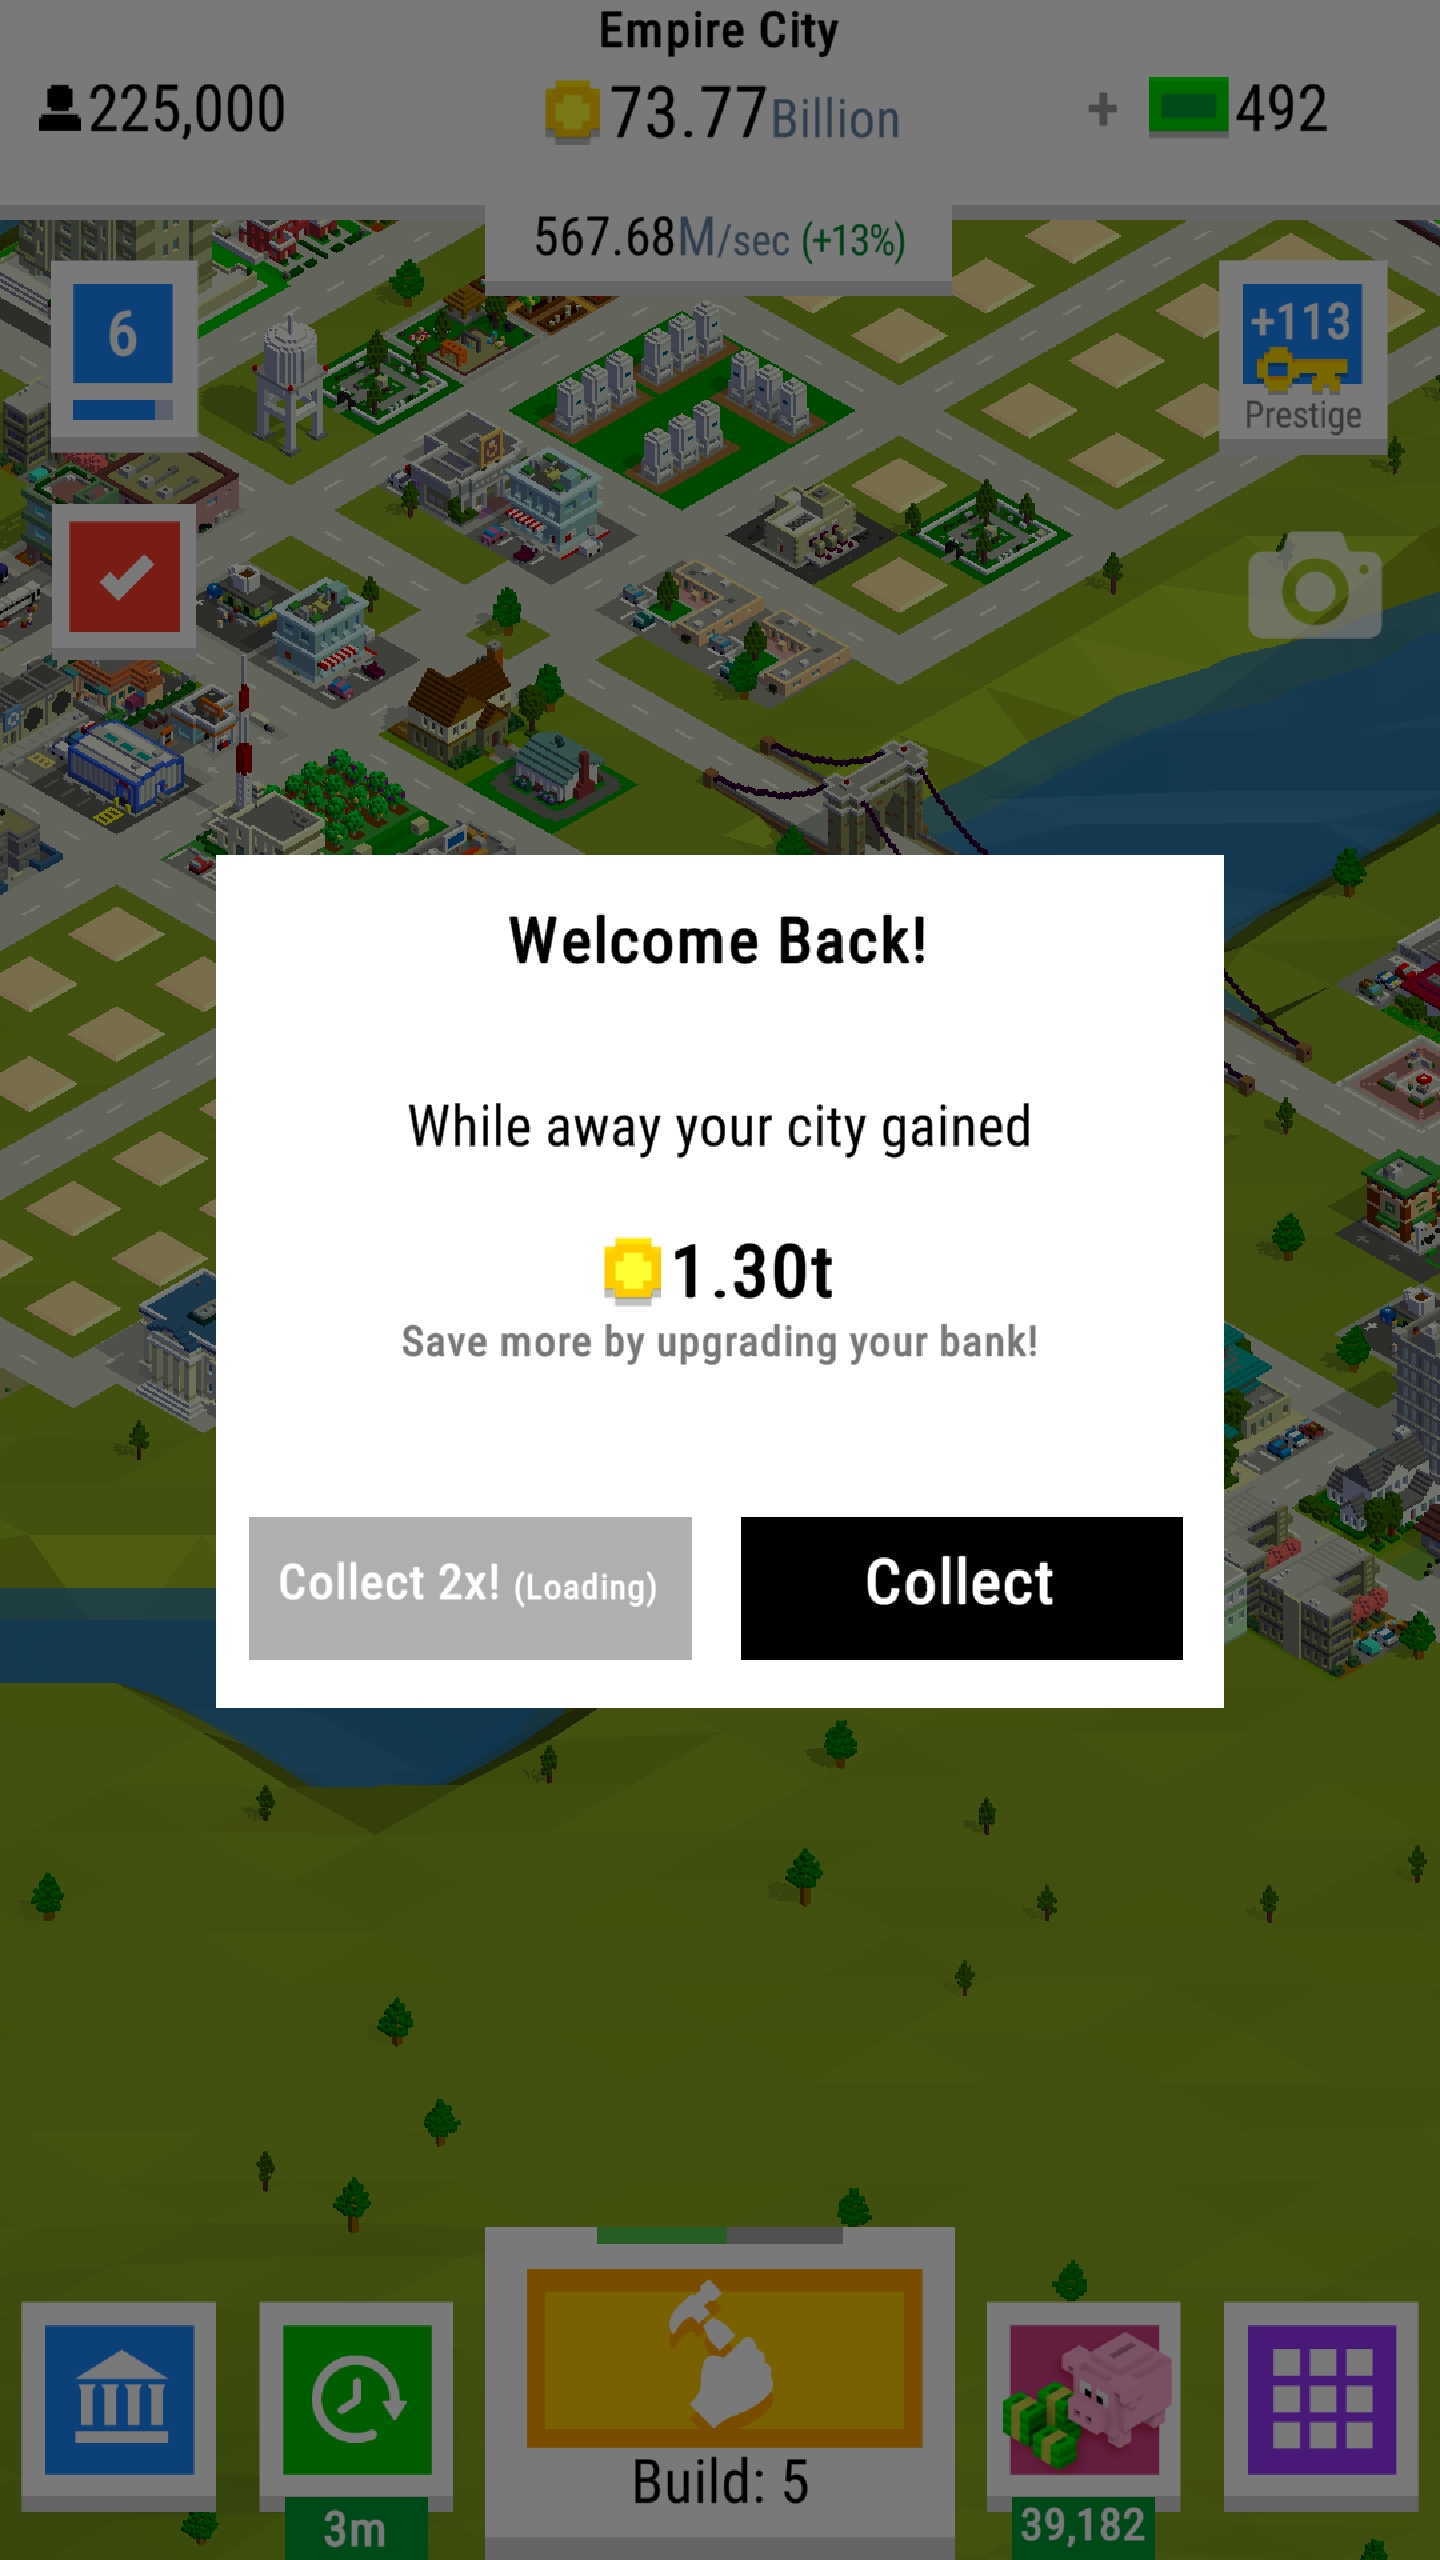 Empire City
225,000
73.77Billion
+ 492
567.68M/sec (+13%)
6
+113
Prestige
Welcome Back!
While away your city gained
1.30t
Save more by upgrading your bank!
Collect 2x! (Loading)
Collect
Build: 5
3m
39,182